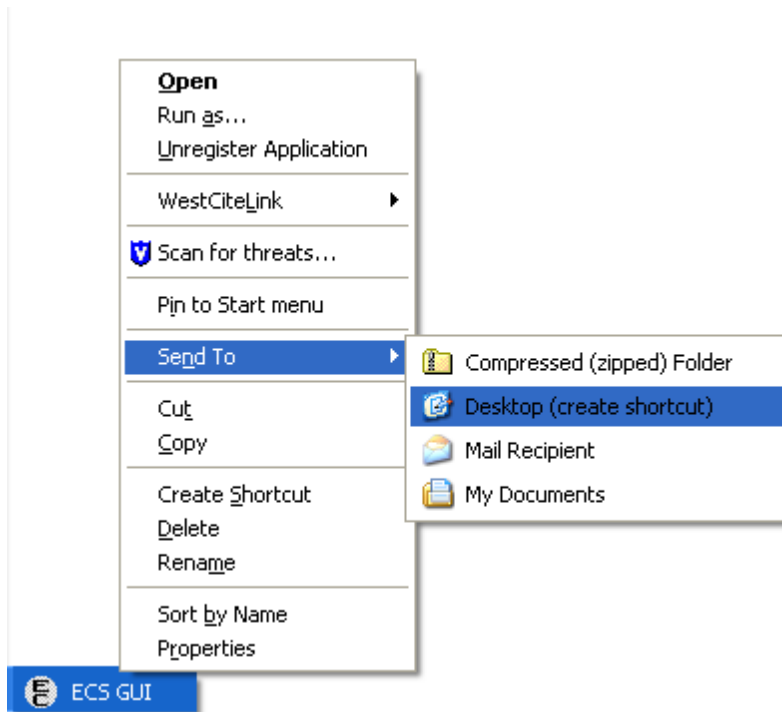 Open
Run as...
Unregister Application
WestCiteLink
Scan for threats...
Pin to Start menu
Send To
Compressed (zipped) Folder
Desktop (create shortcut)
Mail Recipient
My Documents
Cut
Copy
Create Shortcut
Delete
Rename
Sort by Name
Properties
ECS GUI